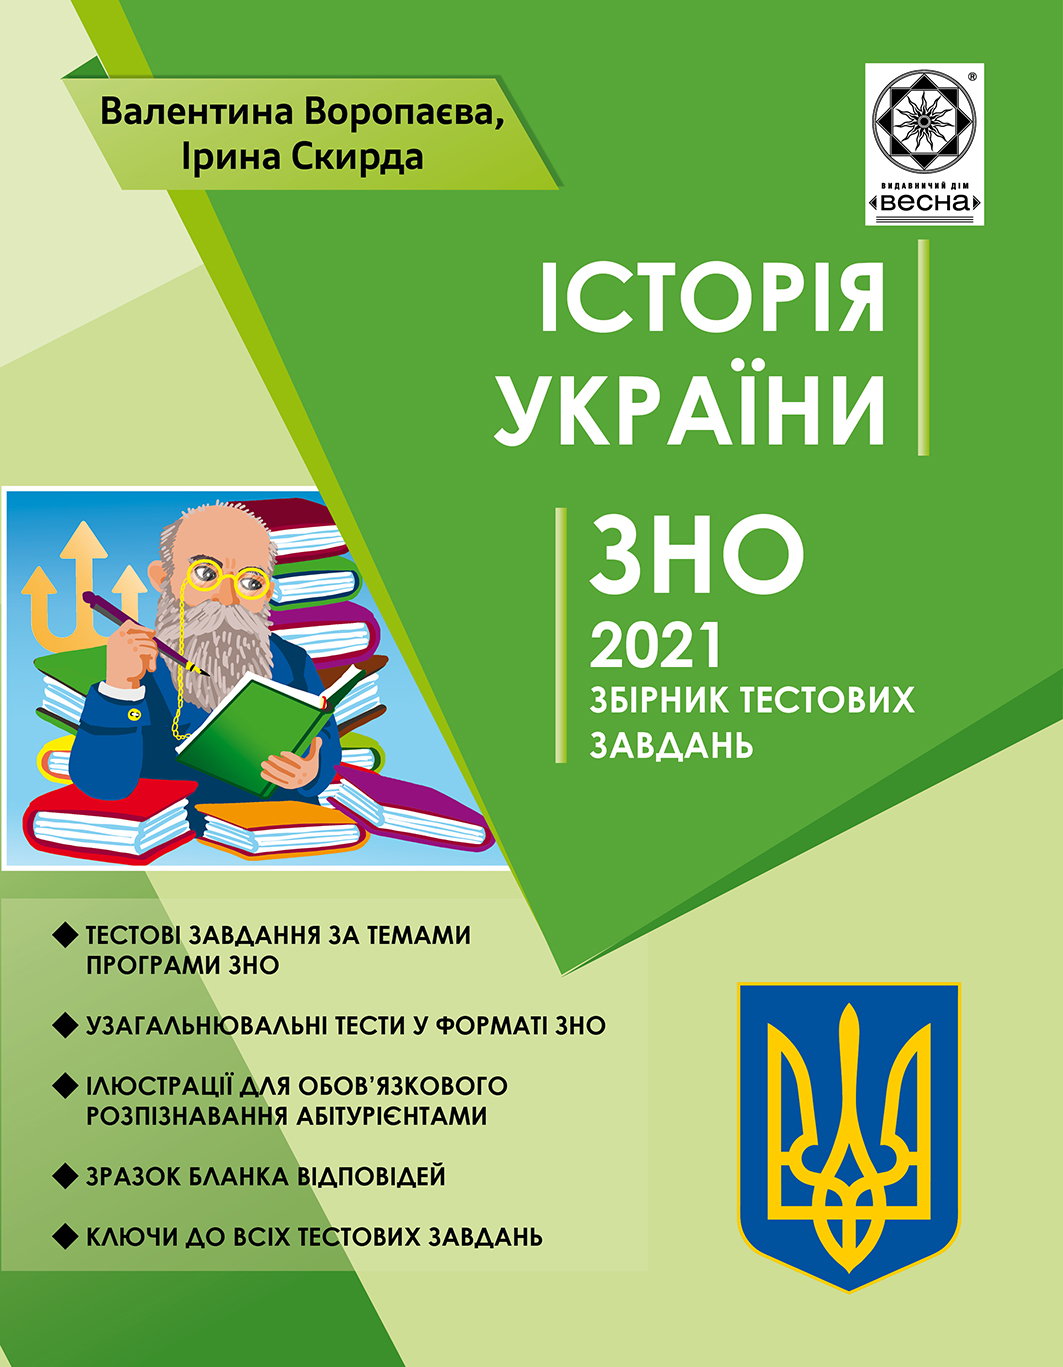 Валентина Воропаєва,
Ірина Скирда
®
ВИДАВНИЧИЙ ДІМ
ВЕСНА
ІСТОРІЯ
УКРАЇНИ
ЗНО
2021
ЗБІРНИК ТЕСТОВИХ
ЗАВДАНЬ
ТЕСТОВІ ЗАВДАННЯ ЗА ТЕМАМИ
ПРОГРАМИ ЗНО
УЗАГАЛЬНЮВАЛЬНІ ТЕСТИ У ФОРМАТІ ЗНО
ІЛЮСТРАЦІЇ ДЛЯ ОБОВ’ЯЗКОВОГО
РОЗПІЗНАВАННЯ АБІТУРІЄНТАМИ
ЗРАЗОК БЛАНКА ВІДПОВІДЕЙ
КЛЮЧИ ДО ВСІХ ТЕСТОВИХ ЗАВДАНЬ